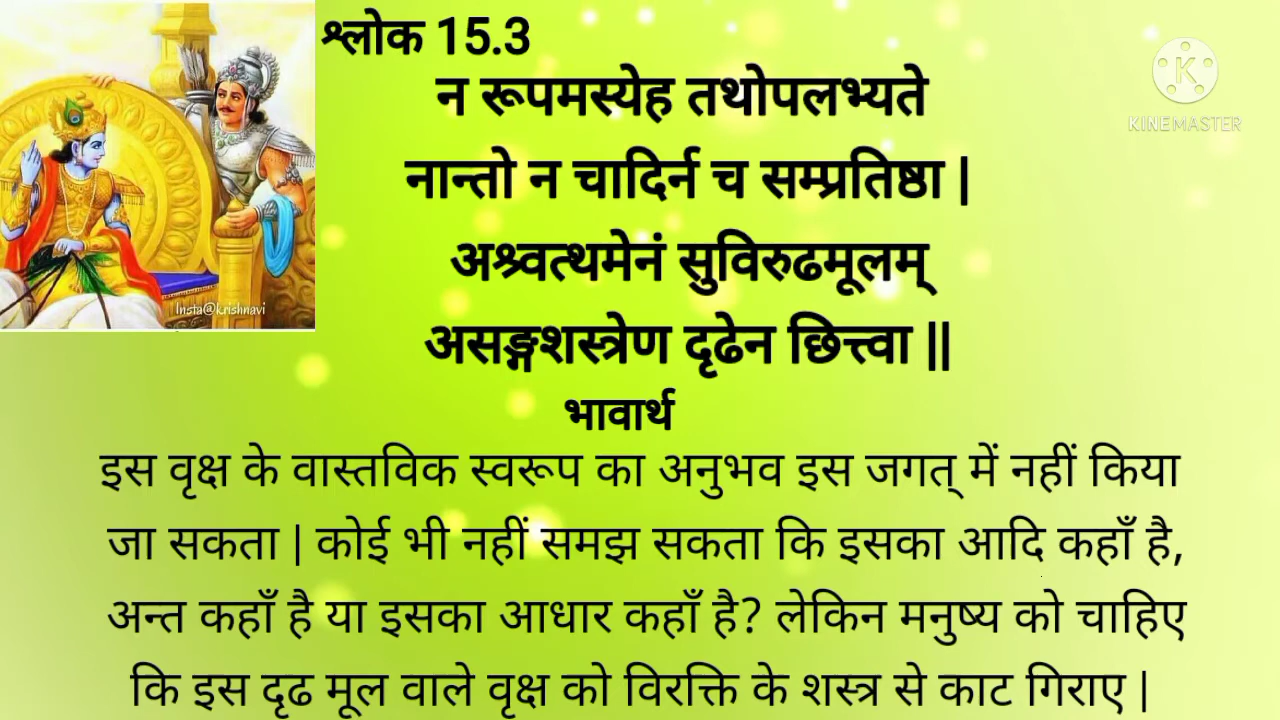 श्लोक 15.3
न रूपमस्येह तथोपलभ्यते
नान्तो न चादिर्न च सम्प्रतिष्ठा |
अश्र्वत्थमेनं सुविरुढमूलम्
असङ्गशस्त्रेण दृढेन छित्त्वा ||
भावार्थ
इस वृक्ष के वास्तविक स्वरूप का अनुभव इस जगत् में नहीं किया
जा सकता | कोई भी नहीं समझ सकता कि इसका आदि कहाँ है,
अन्त कहाँ है या इसका आधार कहाँ है? लेकिन मनुष्य को चाहिए
कि इस दृढ मूल वाले वृक्ष को विरक्ति के शस्त्र से काट गिराए |
Insta@krishnavi
K
KINEMASTER